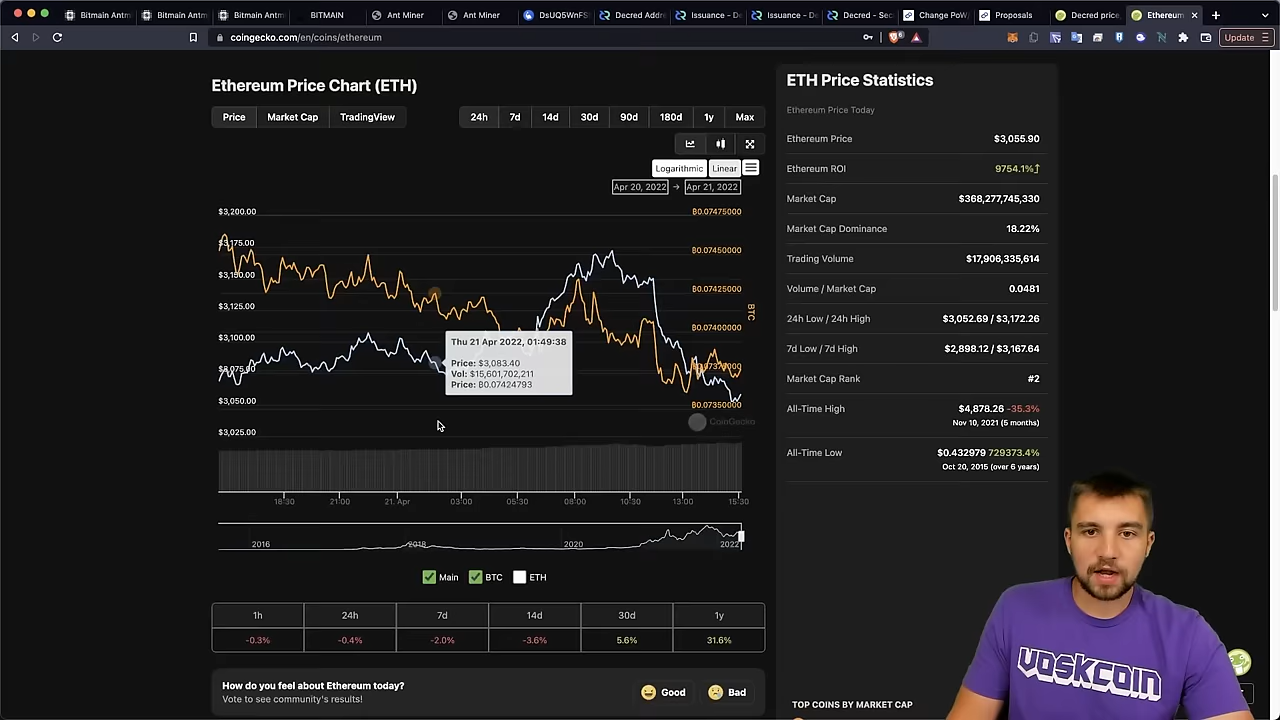 Bitmain Antm
Bitmain Antm
Bitmain Antm
BITMAIN
Ant Miner
Ant Miner
DsUQ5WnFS
Decred Addre
Issuance - De
Issuance - De
Decred - Sec
Change PoW
Proposals
Decred price,
Ethereum
coingecko.com/en/coins/ethereum
6
Update
Ethereum Price Chart (ETH)
Price Market Cap TradingView
24h 7d 14d 30d 90d 180d 1y Max
Logarithmic Linear
Apr 20, 2022 → Apr 21, 2022
$3,200.00
$3,175.00
$3,150.00
$3,125.00
$3,100.00
$3,075.00
$3,050.00
$3,025.00
₿0.07475000
₿0.07450000
₿0.07425000
₿0.07400000
₿0.07375000
₿0.07350000
BTC
Thu 21 Apr 2022, 01:49:38
Price: $3,083.40
Vol: $15,601,702,211
Price: ₿0.07424793
CoinGecko
18:30 21:00 21. Apr 03:00 05:30 08:00 10:30 13:00 15:30
2016 2018 2020 2022
Main BTC ETH
1h 24h 7d 14d 30d 1y
-0.3% -0.4% -2.0% -3.6% 5.6% 31.6%
How do you feel about Ethereum today?
Vote to see community's results!
Good Bad
ETH Price Statistics
Ethereum Price Today
Ethereum Price $3,055.90
Ethereum ROI 9754.1%
Market Cap $368,277,745,330
Market Cap Dominance 18.22%
Trading Volume $17,906,335,614
Volume / Market Cap 0.0481
24h Low / 24h High $3,052.69 / $3,172.26
7d Low / 7d High $2,898.12 / $3,167.64
Market Cap Rank #2
All-Time High $4,878.26 -35.3%
Nov 10, 2021 (5 months)
All-Time Low $0.432979 729373.4%
Oct 20, 2015 (over 6 years)
TOP COINS BY MARKET CAP
VOSKCOIN